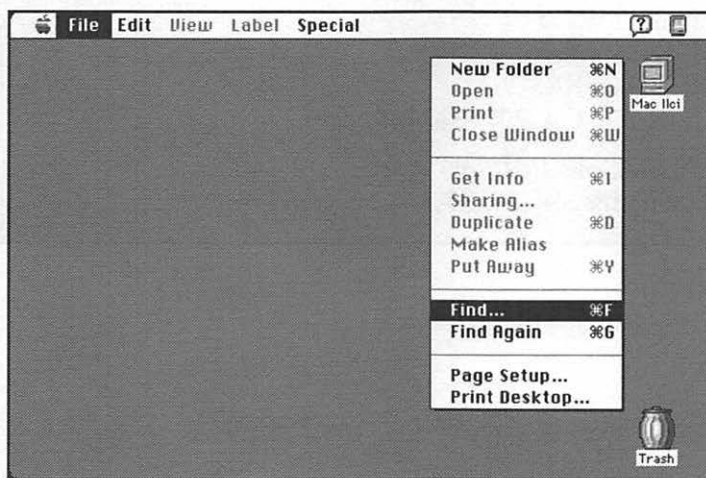 File Edit View Label Special
New Folder ⌘N
Open ⌘O
Print ⌘P
Close Window ⌘W
Get Info ⌘I
Sharing...
Duplicate ⌘D
Make Alias
Put Away ⌘Y
Find... ⌘F
Find Again ⌘G
Page Setup...
Print Desktop...
Mac IIci
Trash